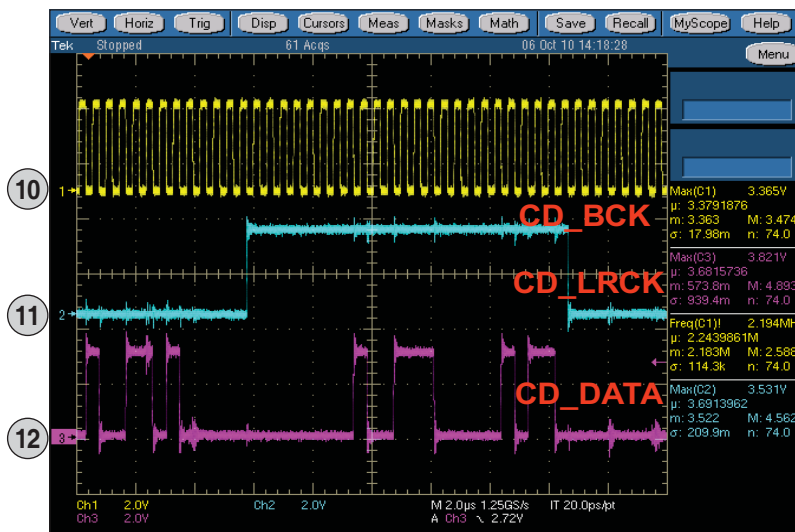 Vert Horiz Trig Disp Cursors Meas Masks Math Save Recall MyScope Help
Tek Stopped 61 Acqs 06 Oct 10 14:18:28
Menu
10
1
Max(C1) 3.365V
µ: 3.3791876
m: 3.363 M: 3.474
σ: 17.98m n: 74.0
CD_BCK
Max(C3) 3.821V
µ: 3.6815736
m: 573.8m M: 4.893
σ: 939.4m n: 74.0
CD_LRCK
11
2
Freq(C1)! 2.194MH
µ: 2.2439861M
m: 2.183M M: 2.588
σ: 114.3k n: 74.0
CD_DATA
Max(C2) 3.531V
µ: 3.6913962
m: 3.522 M: 4.562
σ: 209.9m n: 74.0
12
3
Ch1 2.0V Ch2 2.0V M 2.0µs 1.25GS/s IT 20.0ps/pt
Ch3 2.0V A Ch3 2.72V